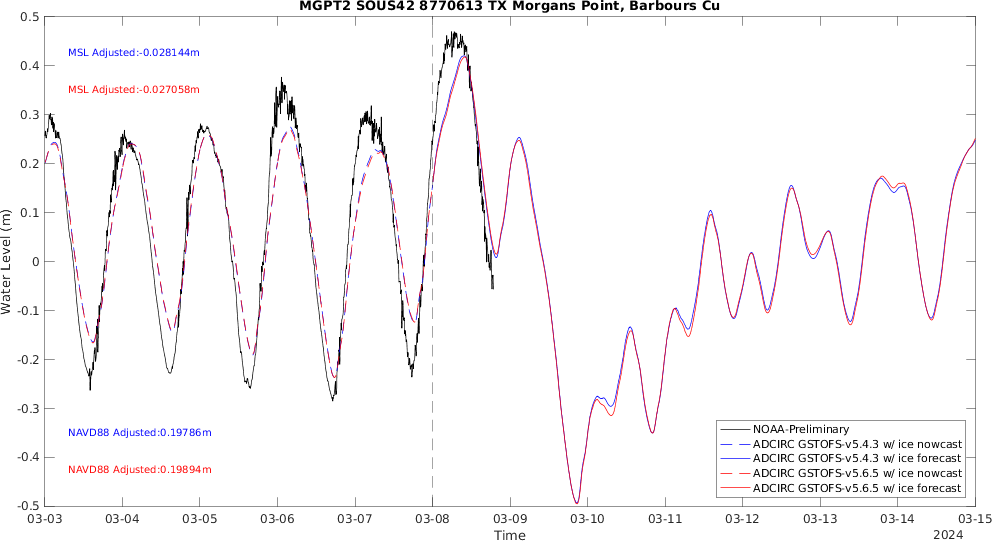 MGPT2 SOUS42 8770613 TX Morgans Point, Barbours Cu
0.5
0.4
0.3
0.2
0.1
0
-0.1
-0.2
-0.3
-0.4
-0.5
Water Level (m)
MSL Adjusted:-0.028144m
MSL Adjusted:-0.027058m
NAVD88 Adjusted:0.19786m
NAVD88 Adjusted:0.19894m
NOAA-Preliminary
ADCIRC GSTOFS-v5.4.3 w/ ice nowcast
ADCIRC GSTOFS-v5.4.3 w/ ice forecast
ADCIRC GSTOFS-v5.6.5 w/ ice nowcast
ADCIRC GSTOFS-v5.6.5 w/ ice forecast
03-03 03-04 03-05 03-06 03-07 03-08 03-09 03-10 03-11 03-12 03-13 03-14 03-15
Time
2024